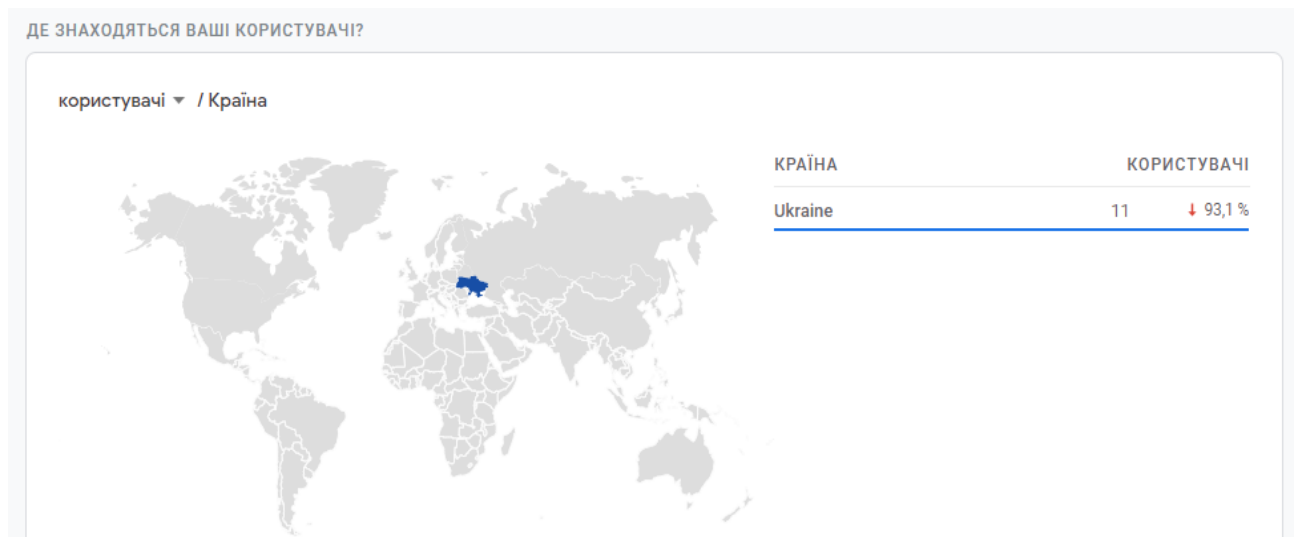 ДЕ ЗНАХОДЯТЬСЯ ВАШІ КОРИСТУВАЧІ?
користувачі / Країна
КРАЇНА КОРИСТУВАЧІ
Ukraine 11 ↓ 93,1 %